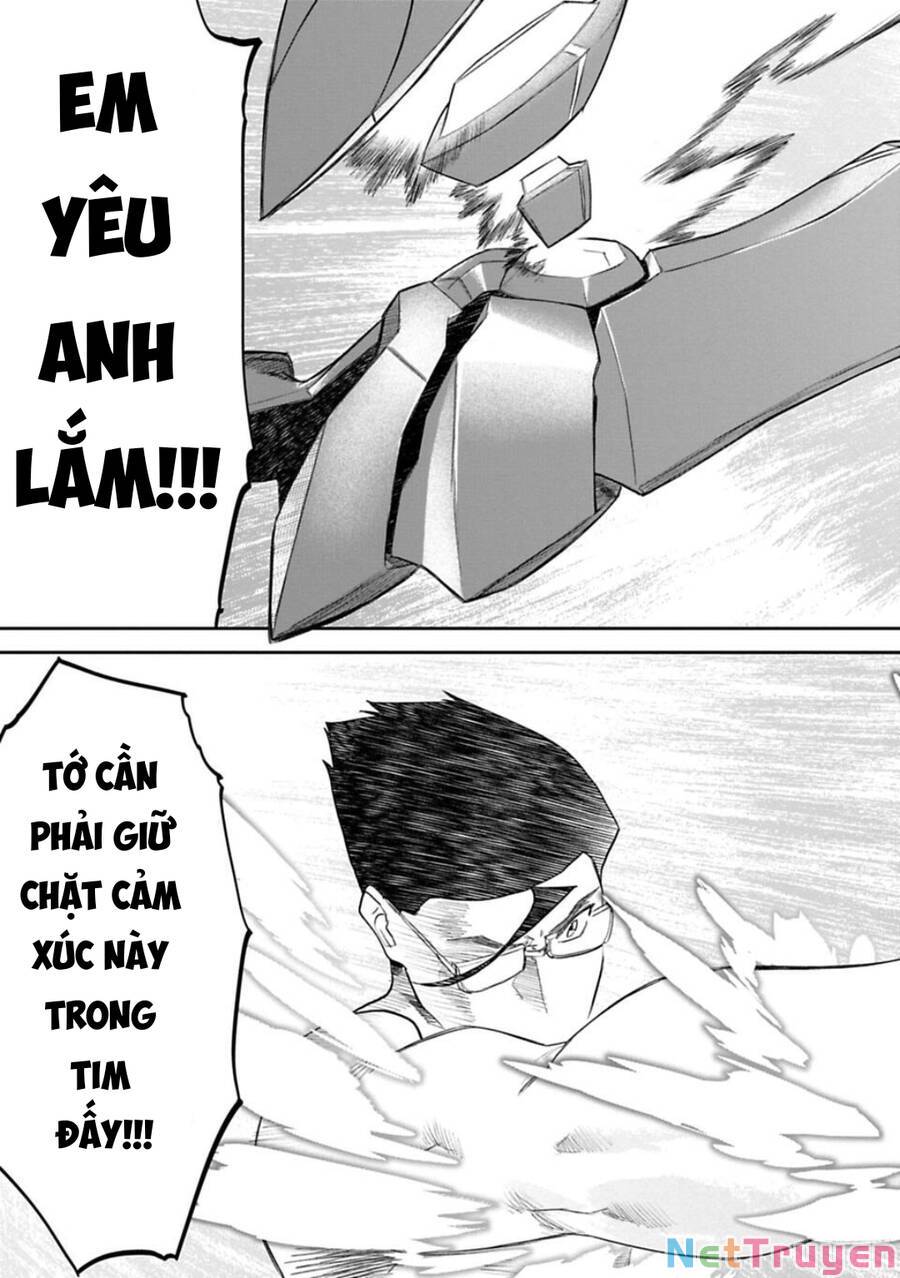 EM
YÊU
ANH
LẮM!!!
TỚ CẦN
PHẢI GIỮ
CHẶT CẢM
XÚC NÀY
TRONG
TIM
ĐẤY!!!
NetTruyen